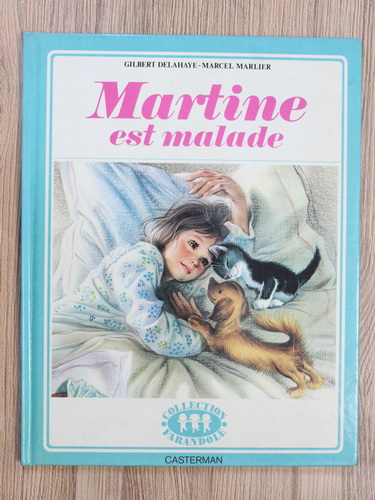 GILBERT DELAHAYE - MARCEL MARLIER
Martine
est malade
COLLECTION
FARANDOLE
CASTERMAN